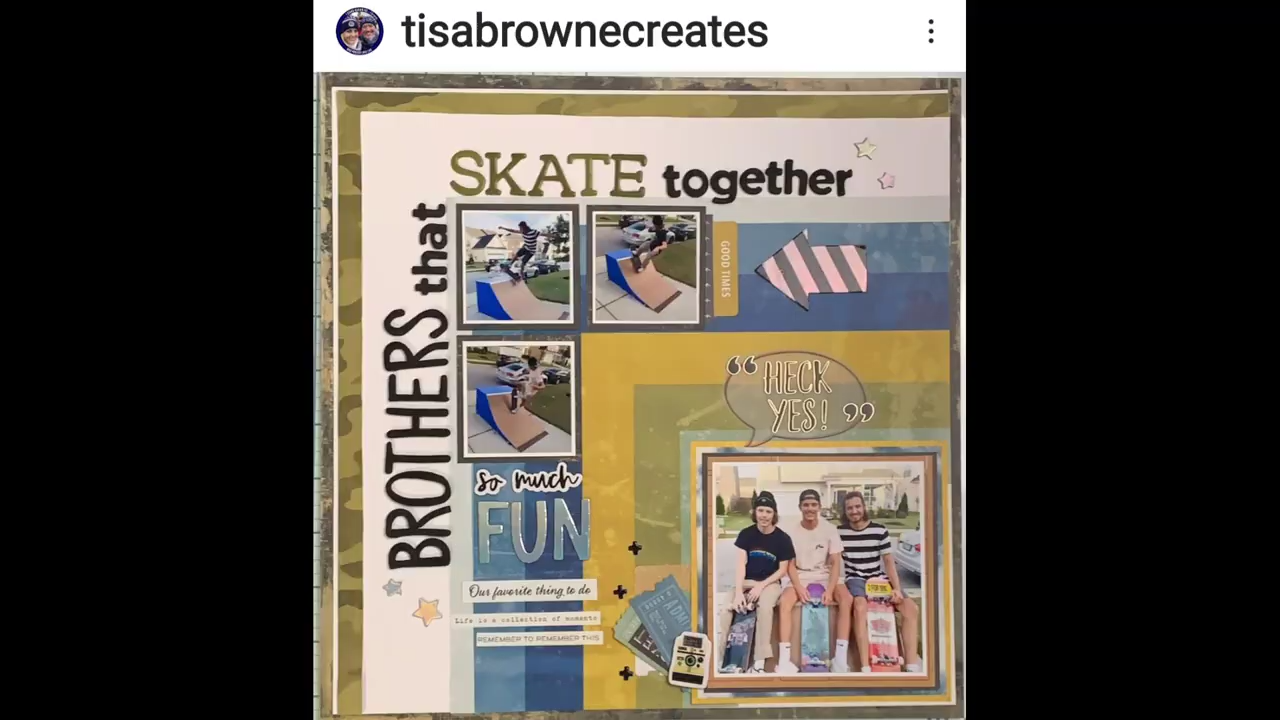 tisabrownecreates
SKATE together
BROTHERS that
GOOD TIMES
“HECK
YES!”
so much
FUN
Our favorite thing to do
Life is a collection of moments
REMEMBER TO REMEMBER THIS